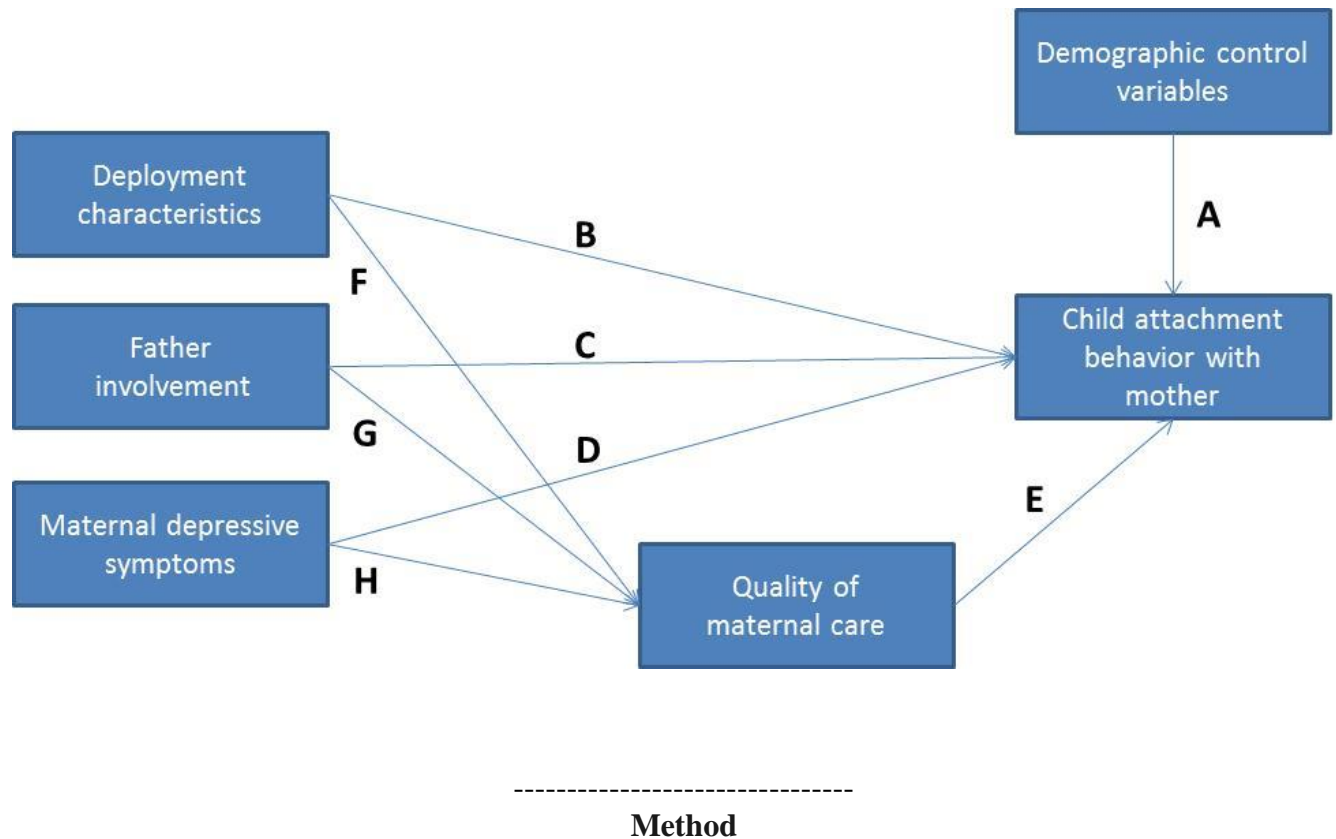 Demographic control
variables
Deployment
characteristics
A
B
F
Father
involvement
C
Child attachment
behavior with
mother
G
D
Maternal depressive
symptoms
E
H
Quality of
maternal care
--------------------------------
Method